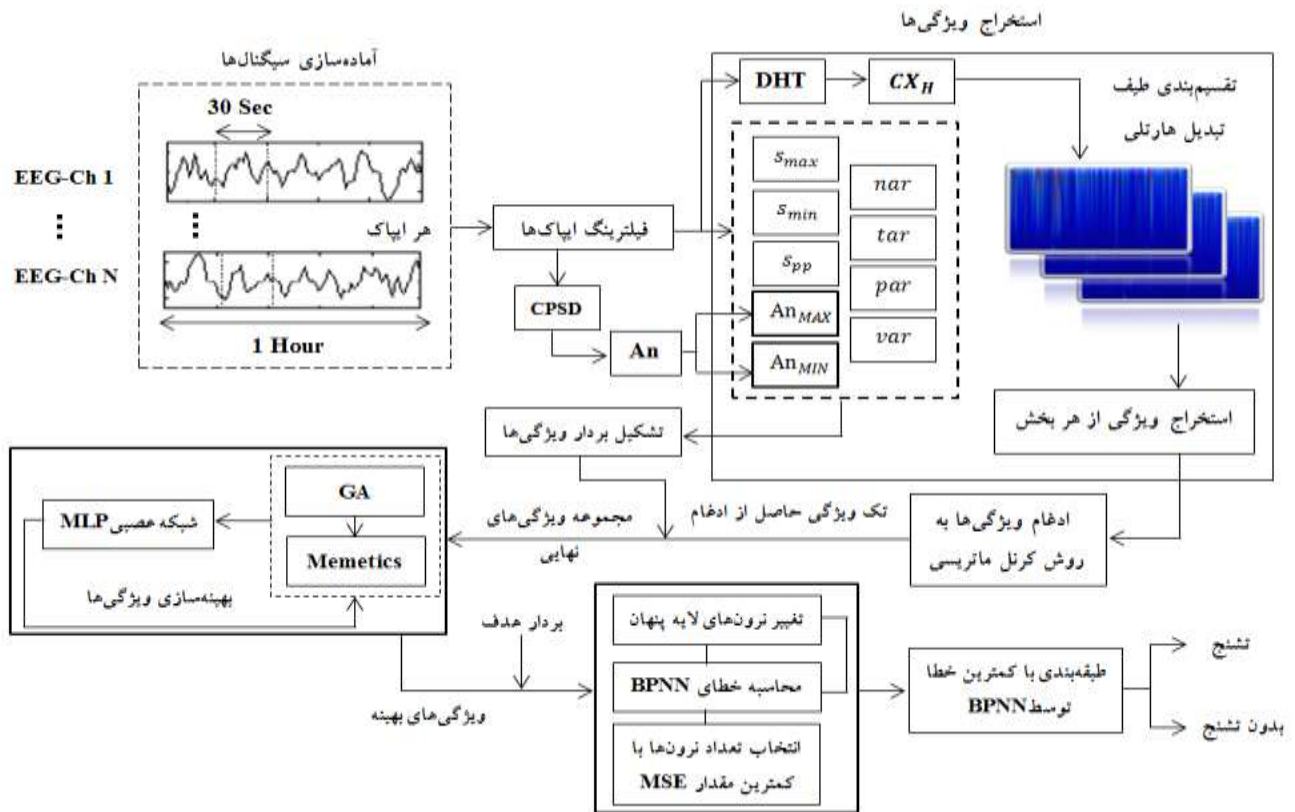 استخراج ویژگی‌ها
آماده‌سازی سیگنال‌ها
30 Sec
EEG-Ch 1
هر ایپاک
EEG-Ch N
1 Hour
فیلترینگ ایپاک‌ها
CPSD
An
DHT
CX_H
تقسیم‌بندی طیف
تبدیل هارتلی
s_max
s_min
s_pp
An_MAX
An_MIN
nar
tar
par
var
استخراج ویژگی از هر بخش
تشکیل بردار ویژگی‌ها
ادغام ویژگی‌ها به
روش کرنل ماتریسی
تک ویژگی حاصل از ادغام
مجموعه ویژگی‌های
نهایی
GA
Memetics
شبکه عصبی MLP
بهینه‌سازی ویژگی‌ها
بردار هدف
ویژگی‌های بهینه
تغییر نرون‌های لایه پنهان
محاسبه خطای BPNN
انتخاب تعداد نرون‌ها با
کمترین مقدار MSE
طبقه‌بندی با کمترین خطا
توسط BPNN
تشنج
بدون تشنج